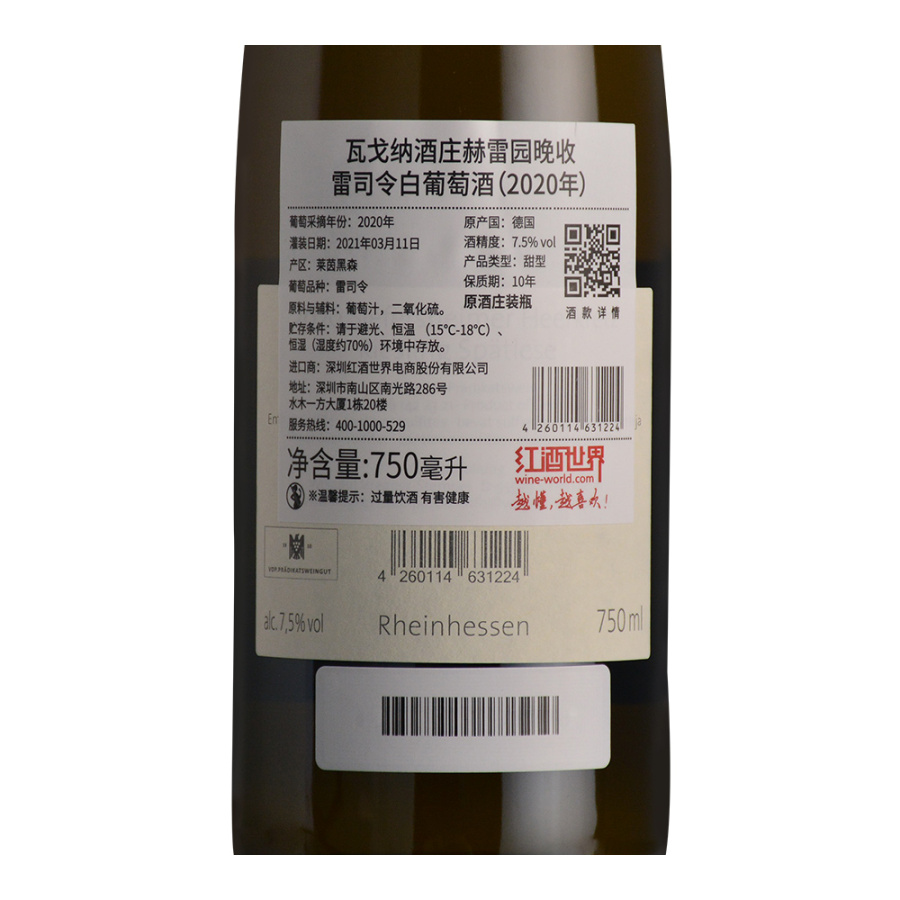 瓦戈纳酒庄赫雷园晚收
雷司令白葡萄酒(2020年)
葡萄采摘年份：2020年
灌装日期：2021年03月11日
产区：莱茵黑森
葡萄品种：雷司令
原料与辅料：葡萄汁，二氧化硫。
原产国：德国
酒精度：7.5% vol
产品类型：甜型
保质期：10年
原酒庄装瓶
酒款详情
贮存条件：请于避光、恒温（15℃-18℃）、
恒湿（湿度约70%）环境中存放。
进口商：深圳红酒世界电商股份有限公司
地址：深圳市南山区南光路286号
水木一方大厦1栋20楼
服务热线：400-1000-529
4 260114 631224
净含量:750毫升
※温馨提示：过量饮酒 有害健康
红酒世界
wine-world.com
越懂，越喜欢！
VDP.PRÄDIKATSWEINGUT
4 260114 631224
alc. 7,5% vol
Rheinhessen
750 ml